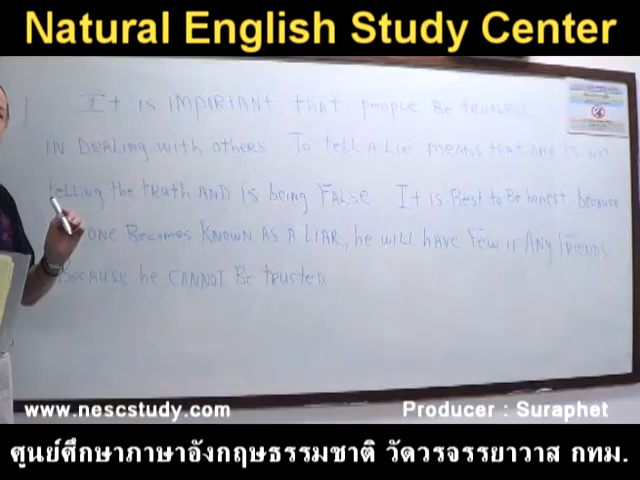 Natural English Study Center
It is important that people be truthful
in dealing with others To tell a lie means that one is not
telling the truth and is being false It is best to be honest because
one becomes known as a liar, he will have few if any friends
because he cannot be trusted.
www.nescstudy.com Producer : Suraphet
ศูนย์ศึกษาภาษาอังกฤษธรรมชาติ วัดวรจรรยาวาส กทม.